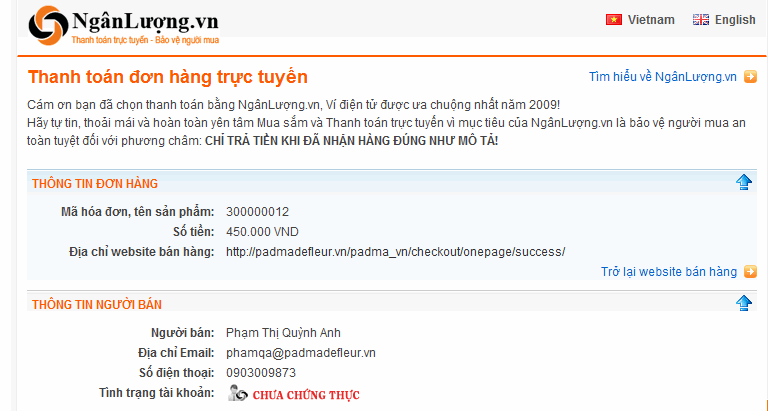 NgânLượng.vn
Thanh toán trực tuyến - Bảo vệ người mua
Vietnam English
Thanh toán đơn hàng trực tuyến
Tìm hiểu về NgânLượng.vn
Cám ơn bạn đã chọn thanh toán bằng NgânLượng.vn, Ví điện tử được ưa chuộng nhất năm 2009!
Hãy tự tin, thoải mái và hoàn toàn yên tâm Mua sắm và Thanh toán trực tuyến vì mục tiêu của NgânLượng.vn là bảo vệ người mua an
toàn tuyệt đối với phương châm: CHỈ TRẢ TIỀN KHI ĐÃ NHẬN HÀNG ĐÚNG NHƯ MÔ TẢ!
THÔNG TIN ĐƠN HÀNG
Mã hóa đơn, tên sản phẩm: 300000012
Số tiền: 450.000 VND
Địa chỉ website bán hàng: http://padmadefleur.vn/padma_vn/checkout/onepage/success/
Trở lại website bán hàng
THÔNG TIN NGƯỜI BÁN
Người bán: Phạm Thị Quỳnh Anh
Địa chỉ Email: phamqa@padmadefleur.vn
Số điện thoại: 0903009873
Tình trạng tài khoản: CHƯA CHỨNG THỰC